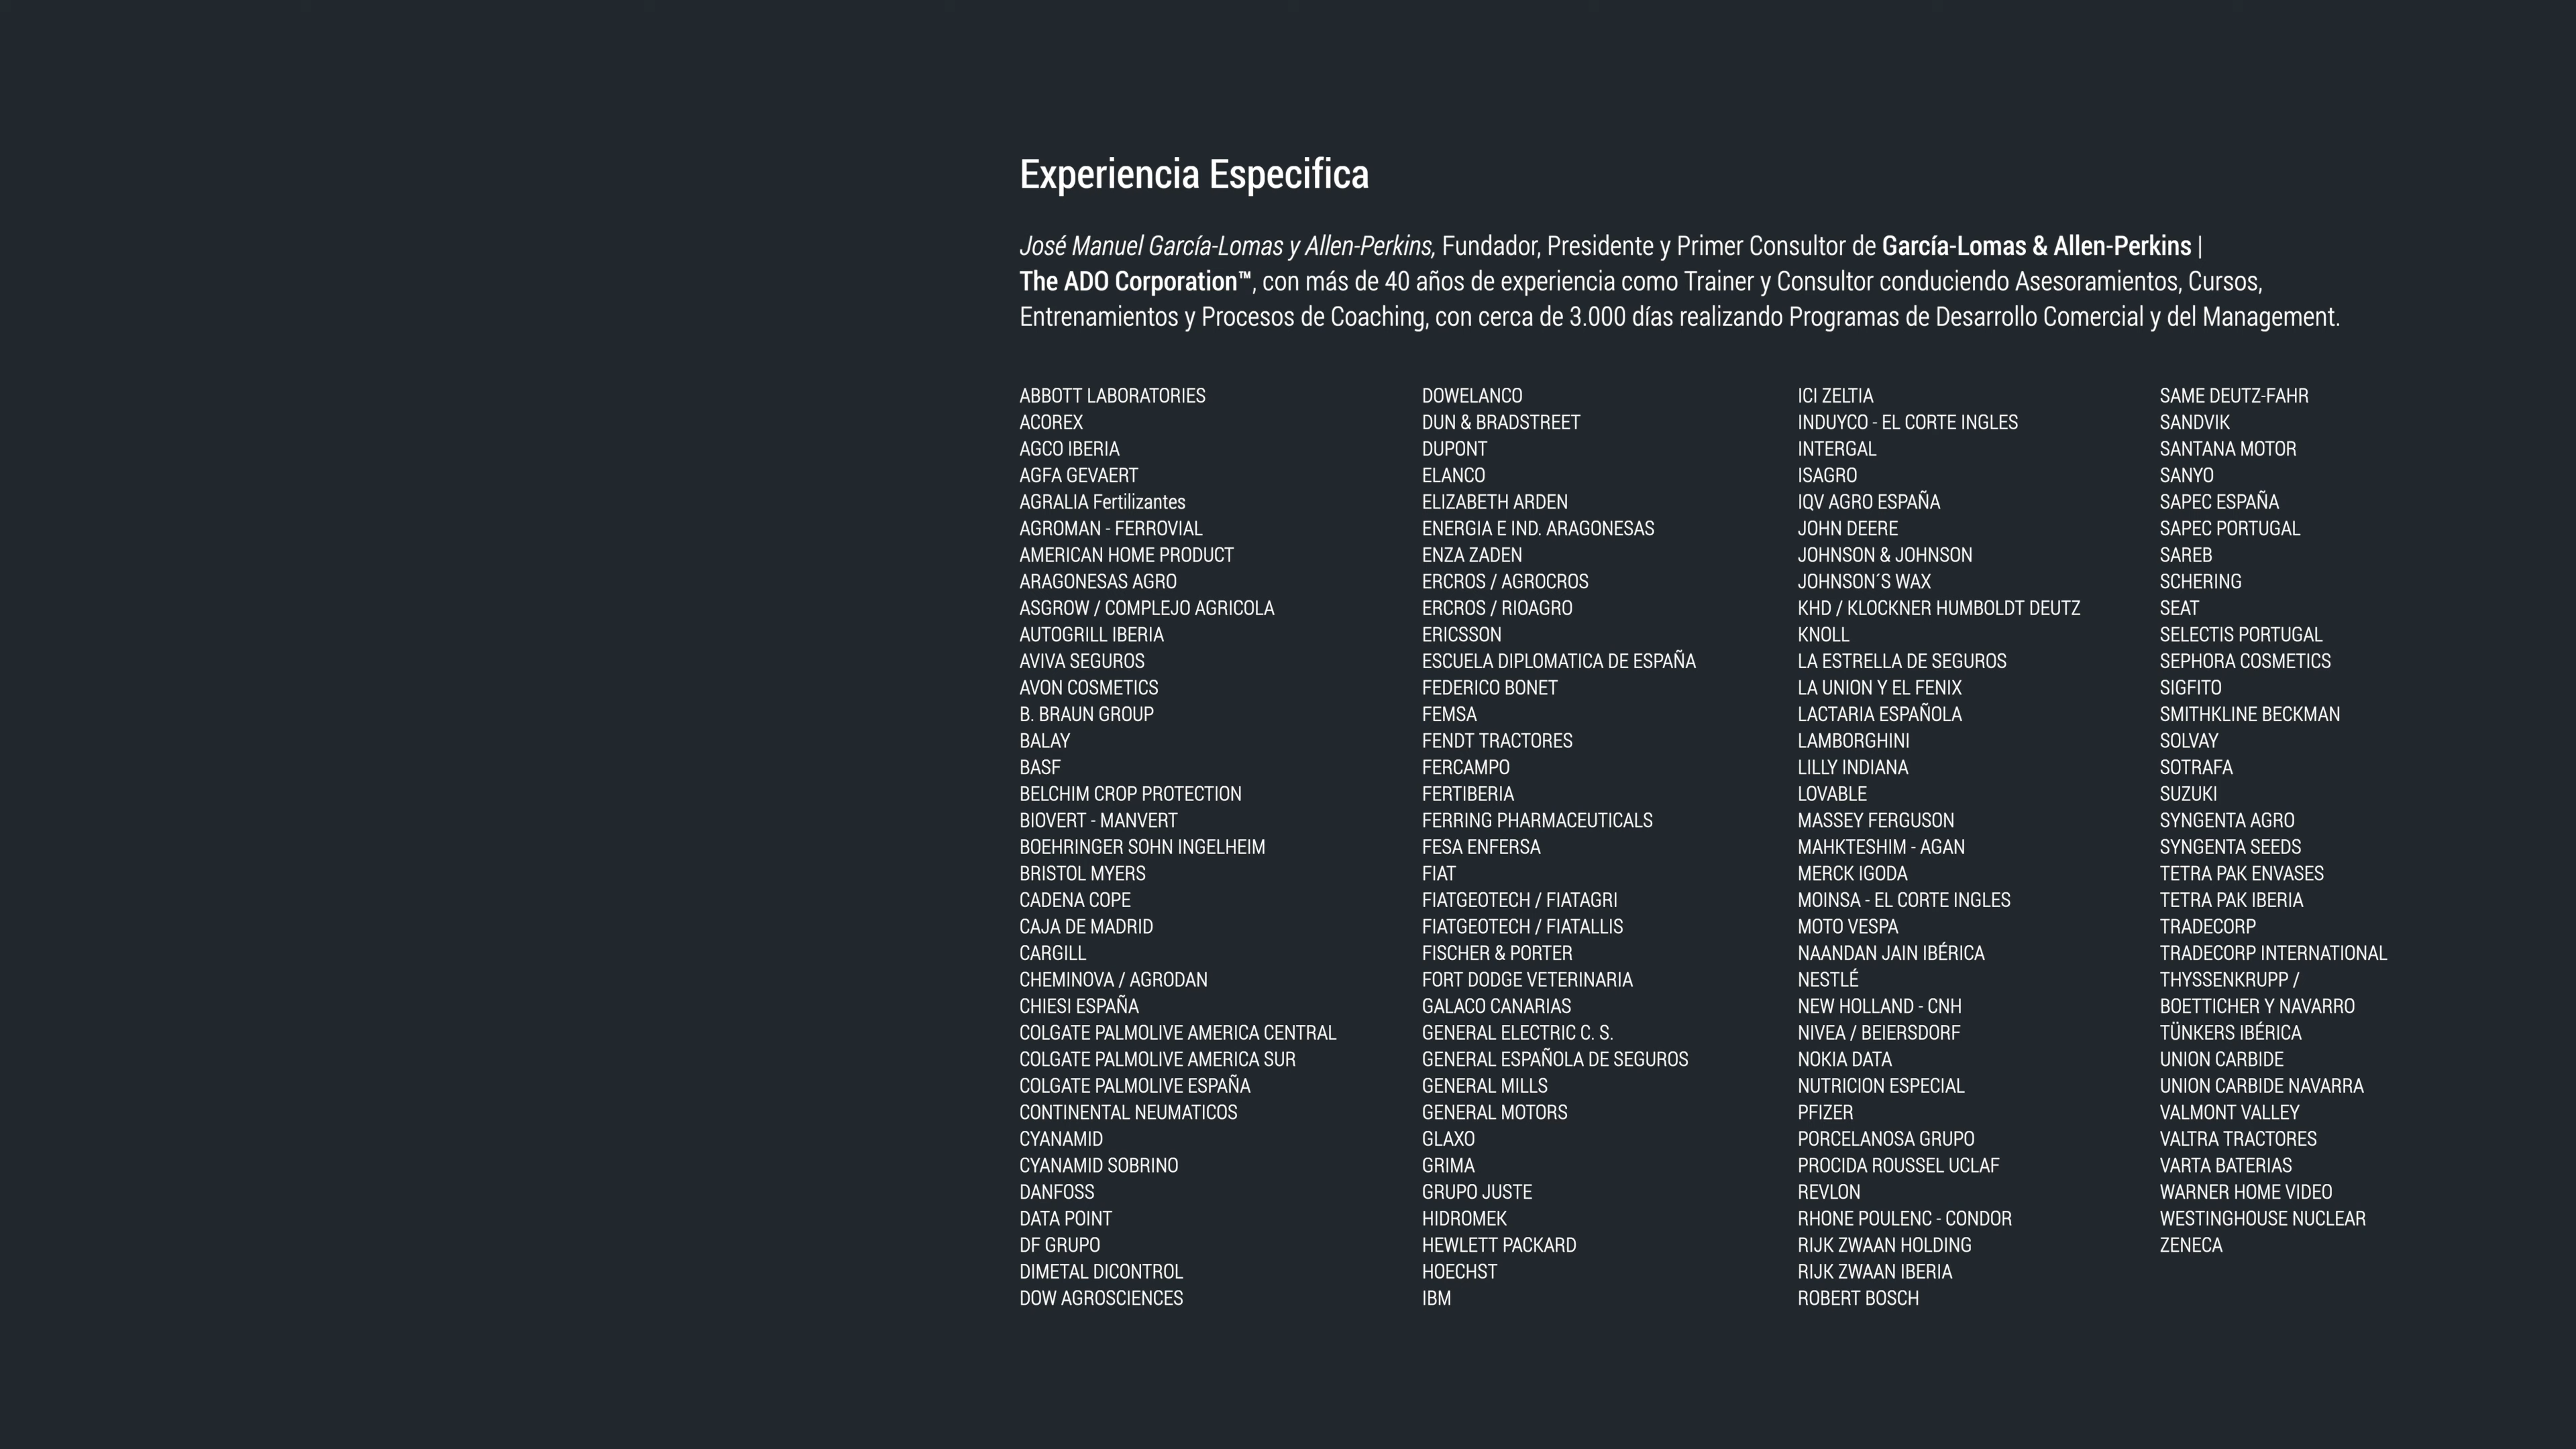 Experiencia Especifica
José Manuel García-Lomas y Allen-Perkins, Fundador, Presidente y Primer Consultor de García-Lomas & Allen-Perkins |
The ADO Corporation™, con más de 40 años de experiencia como Trainer y Consultor conduciendo Asesoramientos, Cursos,
Entrenamientos y Procesos de Coaching, con cerca de 3.000 días realizando Programas de Desarrollo Comercial y del Management.
ABBOTT LABORATORIES
ACOREX
AGCO IBERIA
AGFA GEVAERT
AGRALIA Fertilizantes
AGROMAN - FERROVIAL
AMERICAN HOME PRODUCT
ARAGONESAS AGRO
ASGROW / COMPLEJO AGRICOLA
AUTOGRILL IBERIA
AVIVA SEGUROS
AVON COSMETICS
B. BRAUN GROUP
BALAY
BASF
BELCHIM CROP PROTECTION
BIOVERT - MANVERT
BOEHRINGER SOHN INGELHEIM
BRISTOL MYERS
CADENA COPE
CAJA DE MADRID
CARGILL
CHEMINOVA / AGRODAN
CHIESI ESPAÑA
COLGATE PALMOLIVE AMERICA CENTRAL
COLGATE PALMOLIVE AMERICA SUR
COLGATE PALMOLIVE ESPAÑA
CONTINENTAL NEUMATICOS
CYANAMID
CYANAMID SOBRINO
DANFOSS
DATA POINT
DF GRUPO
DIMETAL DICONTROL
DOW AGROSCIENCES
DOWELANCO
DUN & BRADSTREET
DUPONT
ELANCO
ELIZABETH ARDEN
ENERGIA E IND. ARAGONESAS
ENZA ZADEN
ERCROS / AGROCROS
ERCROS / RIOAGRO
ERICSSON
ESCUELA DIPLOMATICA DE ESPAÑA
FEDERICO BONET
FEMSA
FENDT TRACTORES
FERCAMPO
FERTIBERIA
FERRING PHARMACEUTICALS
FESA ENFERSA
FIAT
FIATGEOTECH / FIATAGRI
FIATGEOTECH / FIATALLIS
FISCHER & PORTER
FORT DODGE VETERINARIA
GALACO CANARIAS
GENERAL ELECTRIC C. S.
GENERAL ESPAÑOLA DE SEGUROS
GENERAL MILLS
GENERAL MOTORS
GLAXO
GRIMA
GRUPO JUSTE
HIDROMEK
HEWLETT PACKARD
HOECHST
IBM
ICI ZELTIA
INDUYCO - EL CORTE INGLES
INTERGAL
ISAGRO
IQV AGRO ESPAÑA
JOHN DEERE
JOHNSON & JOHNSON
JOHNSON´S WAX
KHD / KLOCKNER HUMBOLDT DEUTZ
KNOLL
LA ESTRELLA DE SEGUROS
LA UNION Y EL FENIX
LACTARIA ESPAÑOLA
LAMBORGHINI
LILLY INDIANA
LOVABLE
MASSEY FERGUSON
MAHKTESHIM - AGAN
MERCK IGODA
MOINSA - EL CORTE INGLES
MOTO VESPA
NAANDAN JAIN IBÉRICA
NESTLÉ
NEW HOLLAND - CNH
NIVEA / BEIERSDORF
NOKIA DATA
NUTRICION ESPECIAL
PFIZER
PORCELANOSA GRUPO
PROCIDA ROUSSEL UCLAF
REVLON
RHONE POULENC - CONDOR
RIJK ZWAAN HOLDING
RIJK ZWAAN IBERIA
ROBERT BOSCH
SAME DEUTZ-FAHR
SANDVIK
SANTANA MOTOR
SANYO
SAPEC ESPAÑA
SAPEC PORTUGAL
SAREB
SCHERING
SEAT
SELECTIS PORTUGAL
SEPHORA COSMETICS
SIGFITO
SMITHKLINE BECKMAN
SOLVAY
SOTRAFA
SUZUKI
SYNGENTA AGRO
SYNGENTA SEEDS
TETRA PAK ENVASES
TETRA PAK IBERIA
TRADECORP
TRADECORP INTERNATIONAL
THYSSENKRUPP /
BOETTICHER Y NAVARRO
TÜNKERS IBÉRICA
UNION CARBIDE
UNION CARBIDE NAVARRA
VALMONT VALLEY
VALTRA TRACTORES
VARTA BATERIAS
WARNER HOME VIDEO
WESTINGHOUSE NUCLEAR
ZENECA